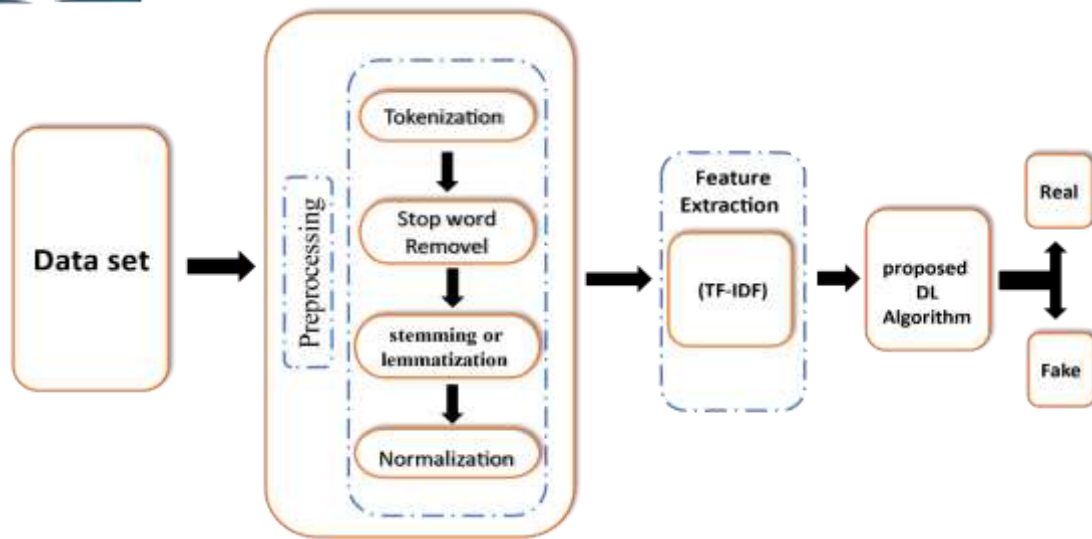 Data set
Preprocessing
Tokenization
Stop word
Removel
stemming or
lemmatization
Normalization
Feature
Extraction
(TF-IDF)
proposed
DL
Algorithm
Real
Fake